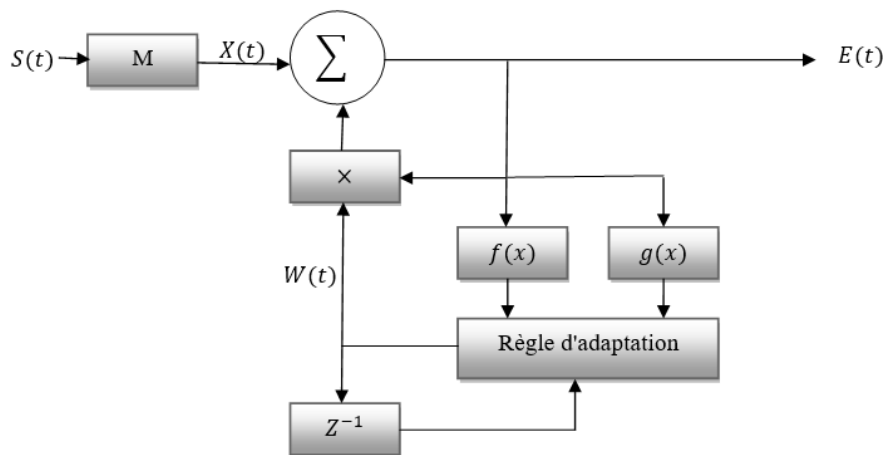 S(t)
M
X(t)
∑
E(t)
×
f(x)
g(x)
W(t)
Règle d'adaptation
Z⁻¹